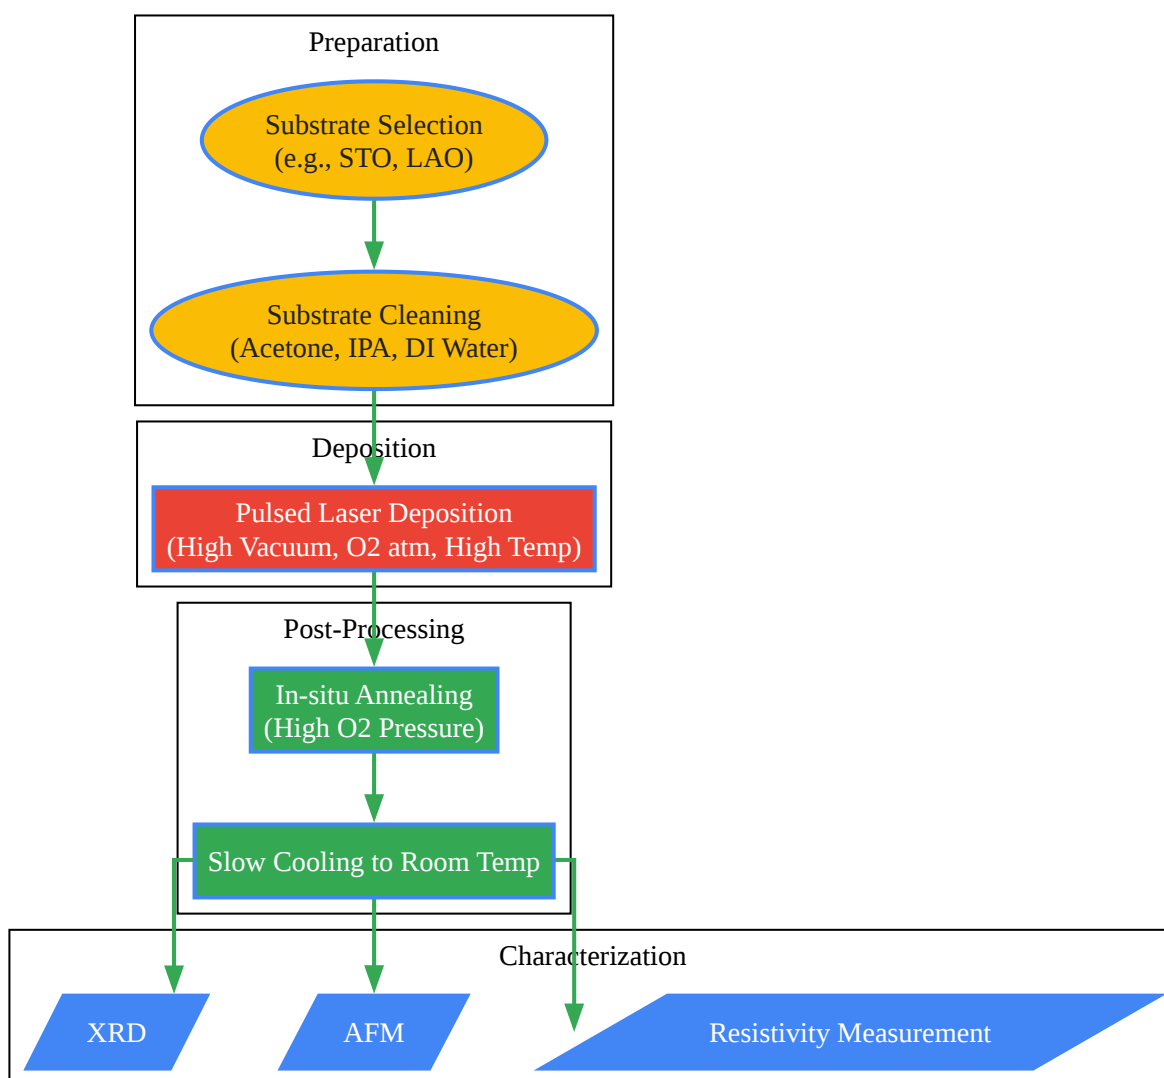 Preparation
Substrate Selection
(e.g., STO, LAO)
Substrate Cleaning
(Acetone, IPA, DI Water)
Deposition
Pulsed Laser Deposition
(High Vacuum, O2 atm, High Temp)
Post-Processing
In-situ Annealing
(High O2 Pressure)
Slow Cooling to Room Temp
Characterization
XRD
AFM
Resistivity Measurement